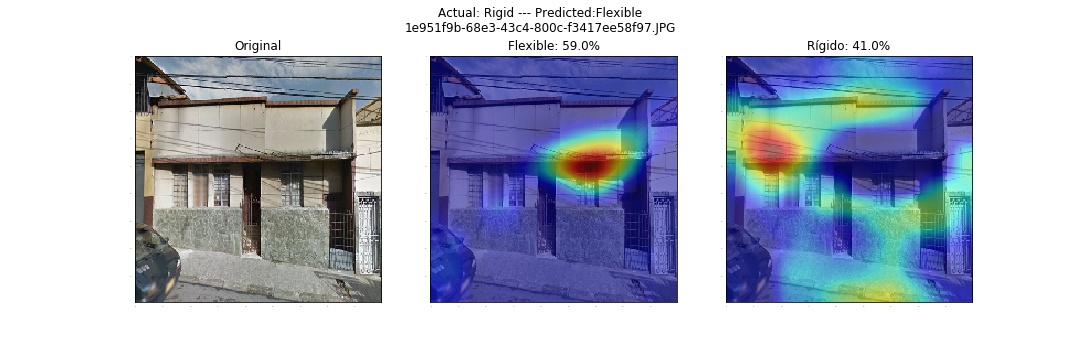 Actual: Rigid --- Predicted:Flexible
1e951f9b-68e3-43c4-800c-f3417ee58f97.JPG
Original
Flexible: 59.0%
Rígido: 41.0%